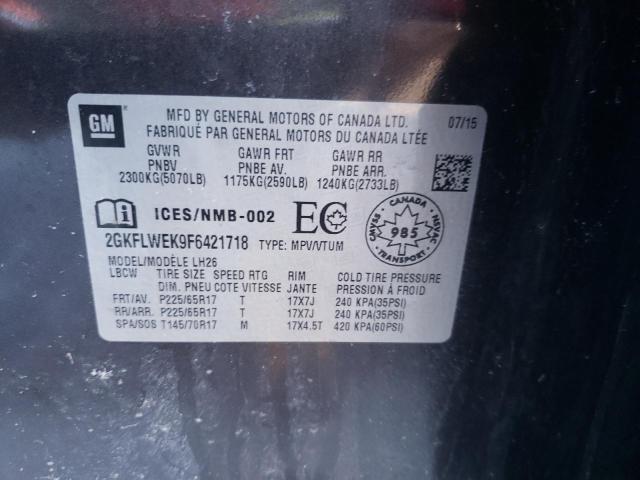 GM
MFD BY GENERAL MOTORS OF CANADA LTD. 07/15
FABRIQUÉ PAR GENERAL MOTORS DU CANADA LTÉE
GVWR GAWR FRT GAWR RR
PNBV PNBE AV. PNBE ARR.
2300KG(5070LB) 1175KG(2590LB) 1240KG(2733LB)
ICES/NMB-002 EC
CANADA CMVSS NSVAC 985 TRANSPORT
2GKFLWEK9F6421718 TYPE: MPV/VTUM
MODEL/MODÈLE LH26
LBCW TIRE SIZE SPEED RTG RIM COLD TIRE PRESSURE
DIM. PNEU COTE VITESSE JANTE PRESSION À FROID
FRT/AV. P225/65R17 T 17X7J 240 KPA(35PSI)
RR/ARR. P225/65R17 T 17X7J 240 KPA(35PSI)
SPA/SOS T145/70R17 M 17X4.5T 420 KPA(60PSI)